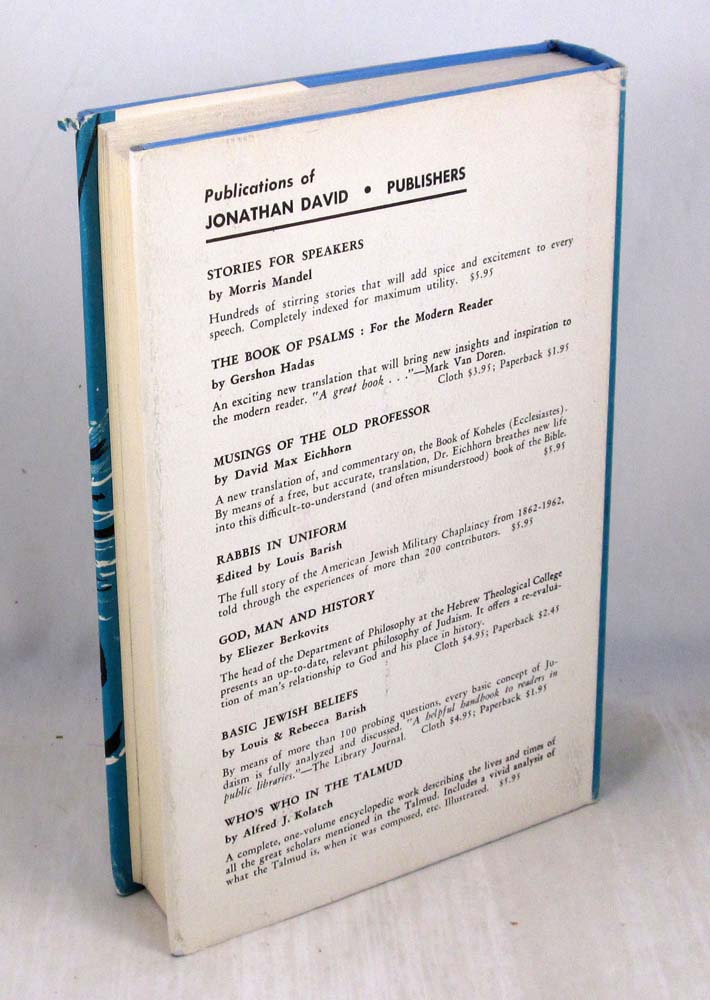 Publications of
JONATHAN DAVID • PUBLISHERS
STORIES FOR SPEAKERS
by Morris Mandel
Hundreds of stirring stories that will add spice and excitement to every
speech. Completely indexed for maximum utility. $5.95
THE BOOK OF PSALMS : For the Modern Reader
by Gershon Hadas
An exciting new translation that will bring new insights and inspiration to
the modern reader. "A great book . . ."—Mark Van Doren.
Cloth $3.95; Paperback $1.95
MUSINGS OF THE OLD PROFESSOR
by David Max Eichhorn
A new translation of, and commentary on, the Book of Koheles (Ecclesiastes).
By means of a free, but accurate, translation, Dr. Eichhorn breathes new life
into this difficult-to-understand (and often misunderstood) book of the Bible.
$5.95
RABBIS IN UNIFORM
Edited by Louis Barish
The full story of the American Jewish Military Chaplaincy from 1862-1962,
told through the experiences of more than 200 contributors. $5.95
GOD, MAN AND HISTORY
by Eliezer Berkovits
The head of the Department of Philosophy at the Hebrew Theological College
presents an up-to-date, relevant philosophy of Judaism. It offers a re-evalua-
tion of man's relationship to God and his place in history.
Cloth $4.95; Paperback $2.45
BASIC JEWISH BELIEFS
by Louis & Rebecca Barish
By means of more than 100 probing questions, every basic concept of Ju-
daism is fully analyzed and discussed. "A helpful handbook to readers in
public libraries."—The Library Journal. Cloth $4.95; Paperback $1.95
WHO'S WHO IN THE TALMUD
by Alfred J. Kolatch
A complete, one-volume encyclopedic work describing the lives and times of
all the great scholars mentioned in the Talmud. Includes a vivid analysis of
what the Talmud is, when it was composed, etc. Illustrated. $5.95